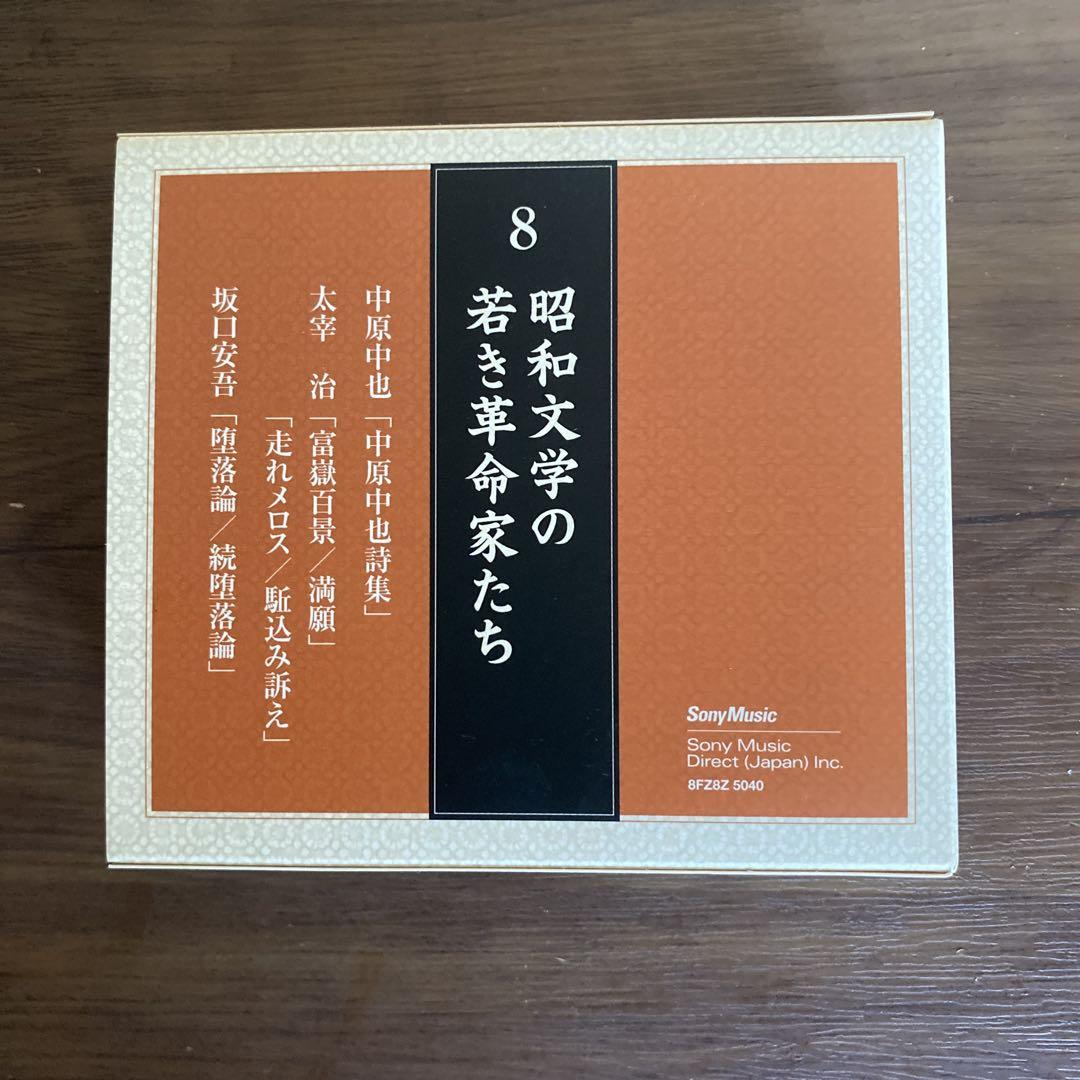 8
昭和文学の
若き革命家たち
中原中也「中原中也詩集」
太宰 治「富嶽百景／満願」
「走れメロス／駈込み訴え」
坂口安吾「堕落論／続堕落論」
SonyMusic
Sony Music
Direct (Japan) Inc.
8FZ8Z 5040